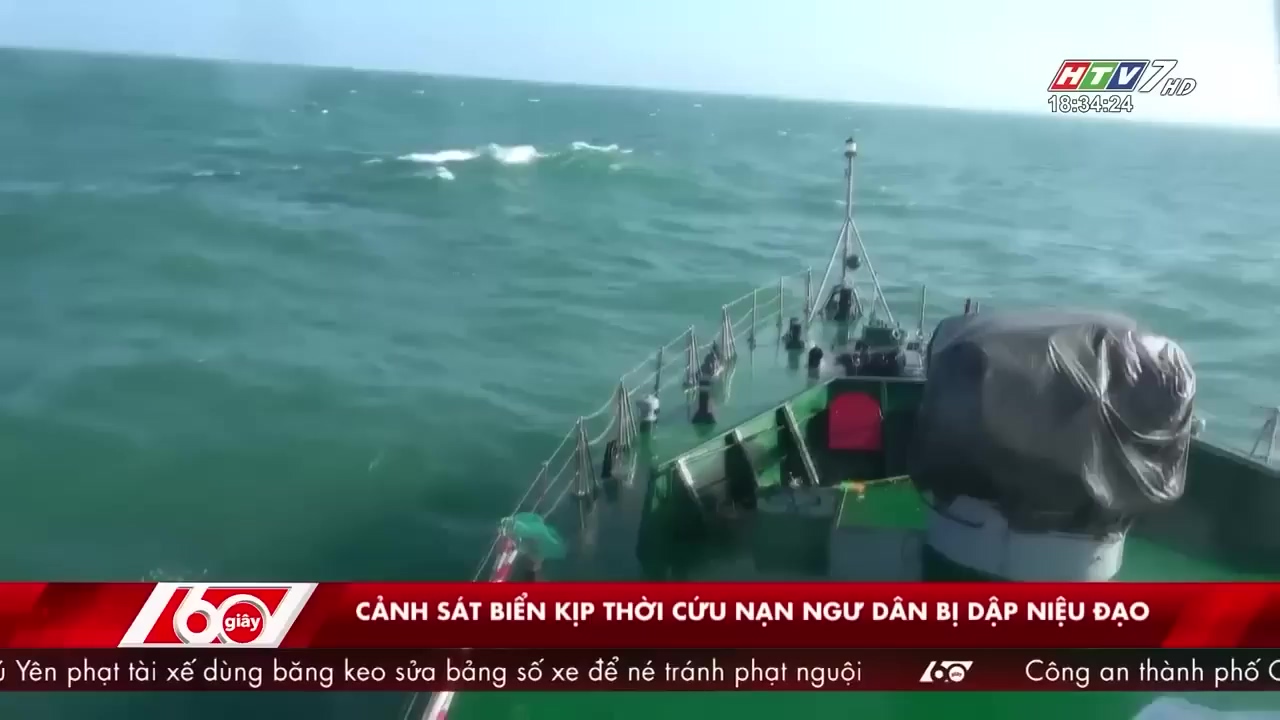 HTV7 HD
18:34:24
60 giây
CẢNH SÁT BIỂN KỊP THỜI CỨU NẠN NGƯ DÂN BỊ DẬP NIỆU ĐẠO
Yên phạt tài xế dùng băng keo sửa bảng số xe để né tránh phạt nguội 60 giây Công an thành phố